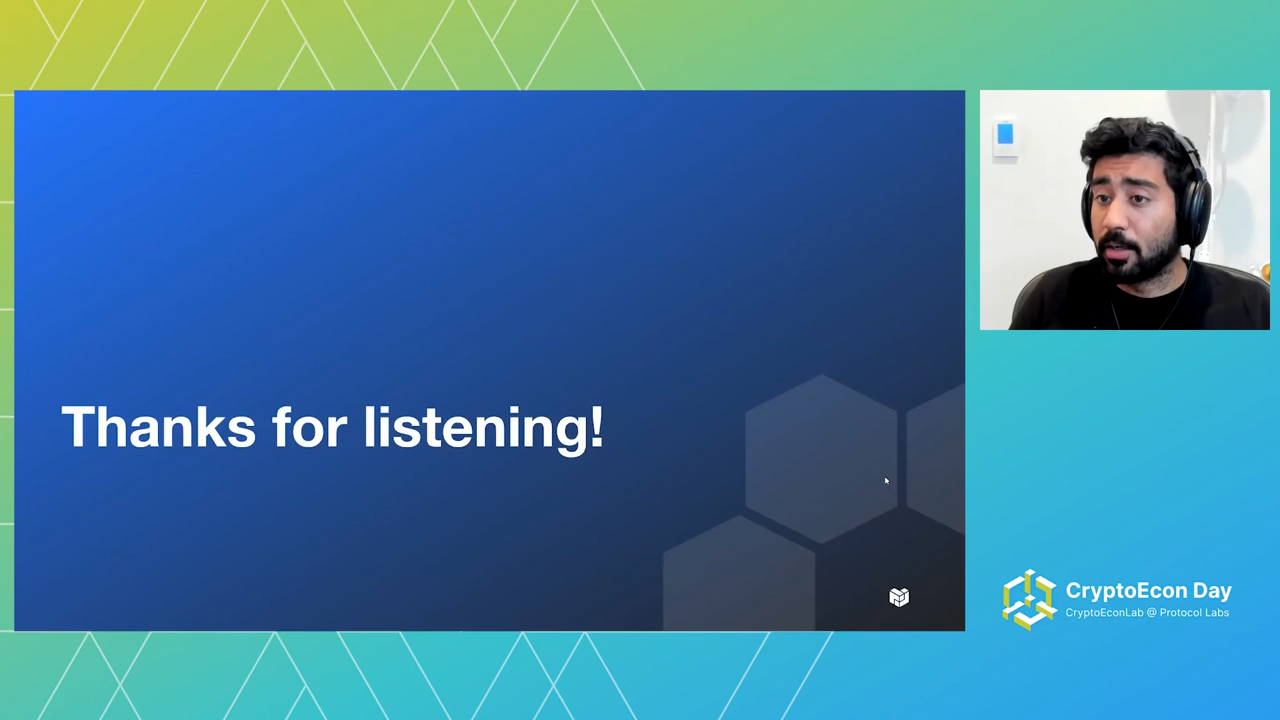 Thanks for listening!
CryptoEcon Day
CryptoEconLab @ Protocol Labs